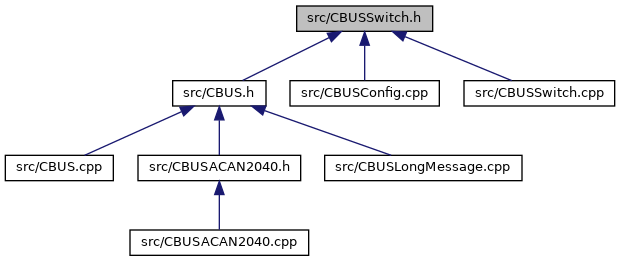 src/CBUSSwitch.h
src/CBUS.h
src/CBUSConfig.cpp
src/CBUSSwitch.cpp
src/CBUS.cpp
src/CBUSACAN2040.h
src/CBUSLongMessage.cpp
src/CBUSACAN2040.cpp